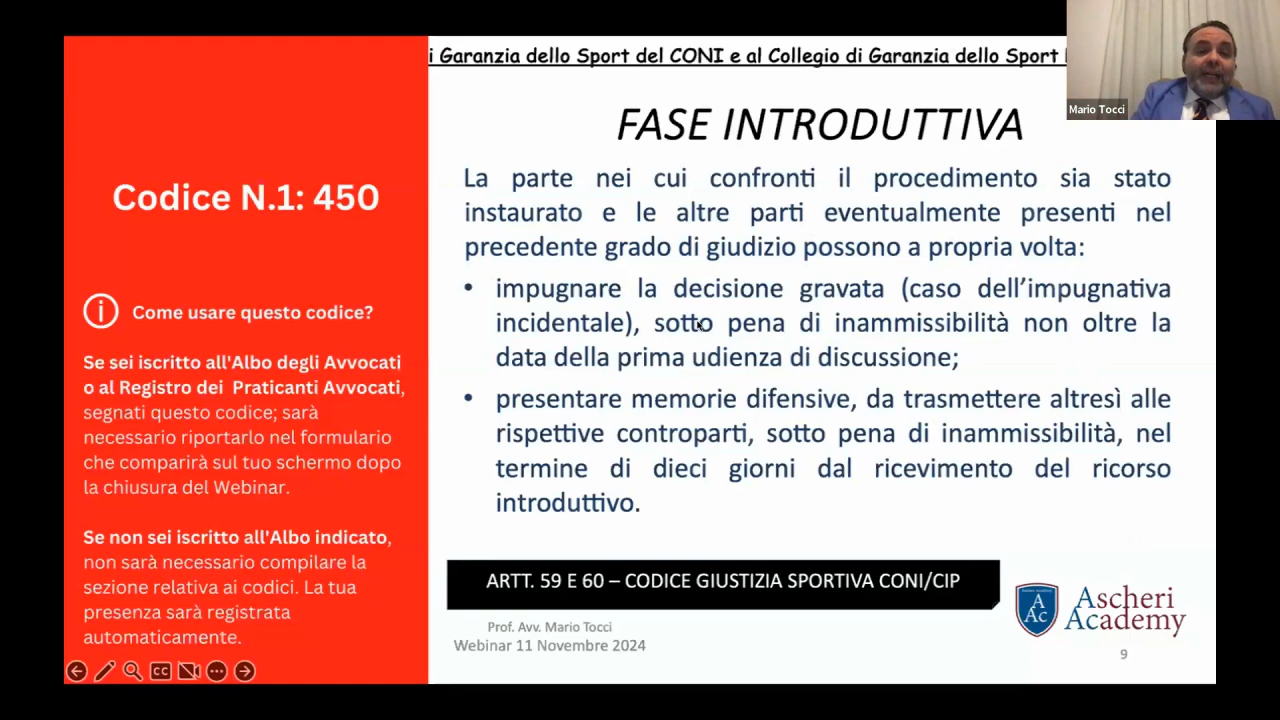 Codice N.1: 450
Come usare questo codice?
Se sei iscritto all'Albo degli Avvocati
o al Registro dei Praticanti Avvocati,
segnati questo codice; sarà
necessario riportarlo nel formulario
che comparirà sul tuo schermo dopo
la chiusura del Webinar.
Se non sei iscritto all'Albo indicato,
non sarà necessario compilare la
sezione relativa ai codici. La tua
presenza sarà registrata
automaticamente.
CC
i Garanzia dello Sport del CONI e al Collegio di Garanzia dello Sport
Mario Tocci
FASE INTRODUTTIVA
La parte nei cui confronti il procedimento sia stato
instaurato e le altre parti eventualmente presenti nel
precedente grado di giudizio possono a propria volta:
• impugnare la decisione gravata (caso dell'impugnativa
incidentale), sotto pena di inammissibilità non oltre la
data della prima udienza di discussione;
• presentare memorie difensive, da trasmettere altresì alle
rispettive controparti, sotto pena di inammissibilità, nel
termine di dieci giorni dal ricevimento del ricorso
introduttivo.
ARTT. 59 E 60 – CODICE GIUSTIZIA SPORTIVA CONI/CIP
Prof. Avv. Mario Tocci
Webinar 11 Novembre 2024
A
Ac
Ascheri
Academy
9